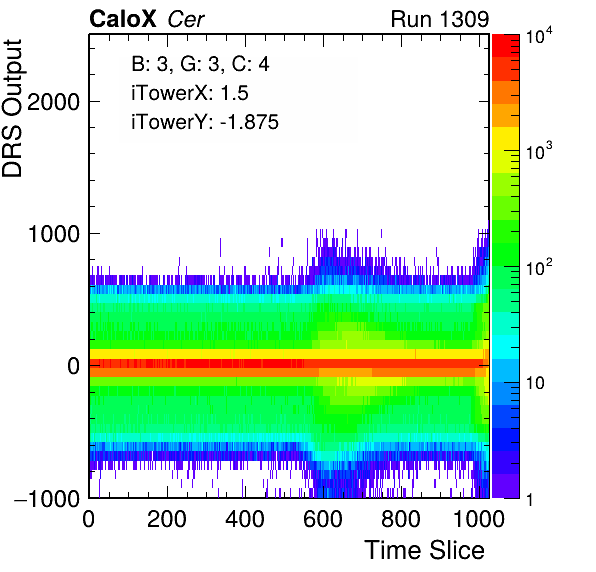 CaloX Cer Run 1309
B: 3, G: 3, C: 4
iTowerX: 1.5
iTowerY: -1.875
DRS Output
2000
1000
0
−1000
0 200 400 600 800 1000
Time Slice
10^4
10^3
10^2
10
1